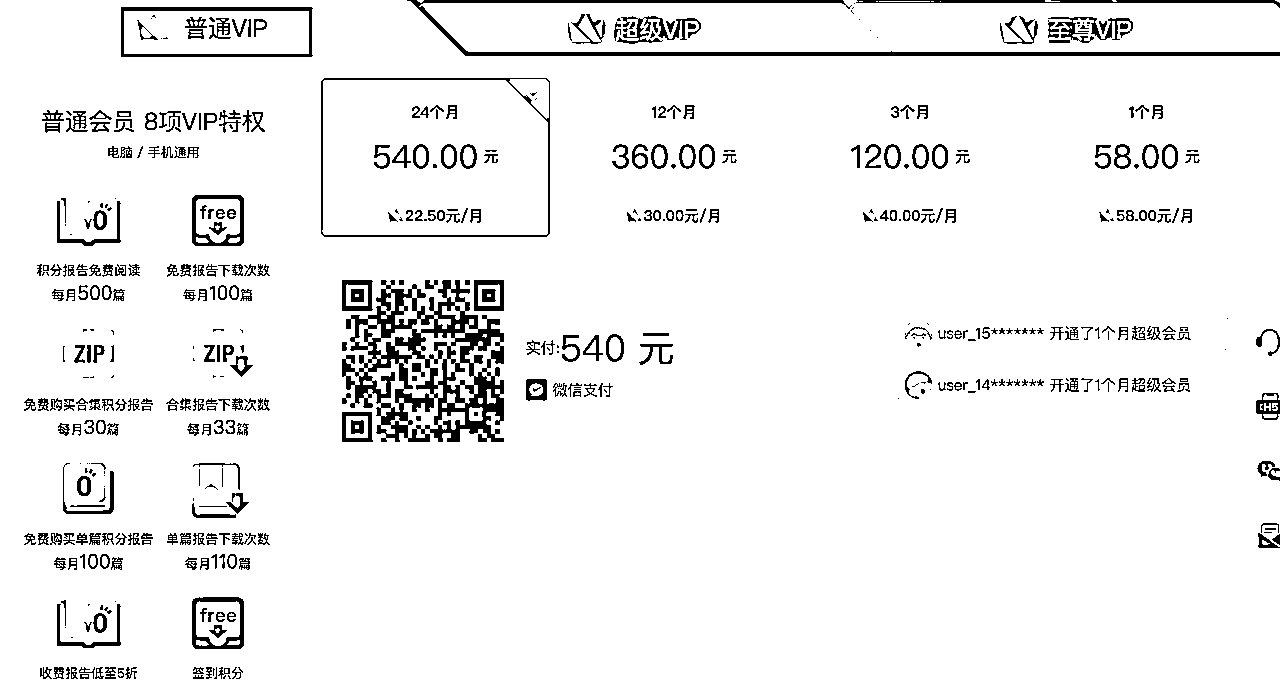 普通VIP
超级VIP
至尊VIP
普通会员 8项VIP特权
电脑 / 手机通用
¥0
free
积分报告免费阅读
免费报告下载次数
每月500篇
每月100篇
ZIP
ZIP
免费购买合集积分报告
合集报告下载次数
每月30篇
每月33篇
0
免费购买单篇积分报告
单篇报告下载次数
每月100篇
每月110篇
¥0
free
收费报告低至5折
签到积分
24个月
540.00 元
22.50元/月
12个月
360.00 元
30.00元/月
3个月
120.00 元
40.00元/月
1个月
58.00 元
58.00元/月
实付:540 元
微信支付
user_15******* 开通了1个月超级会员
user_14******* 开通了1个月超级会员